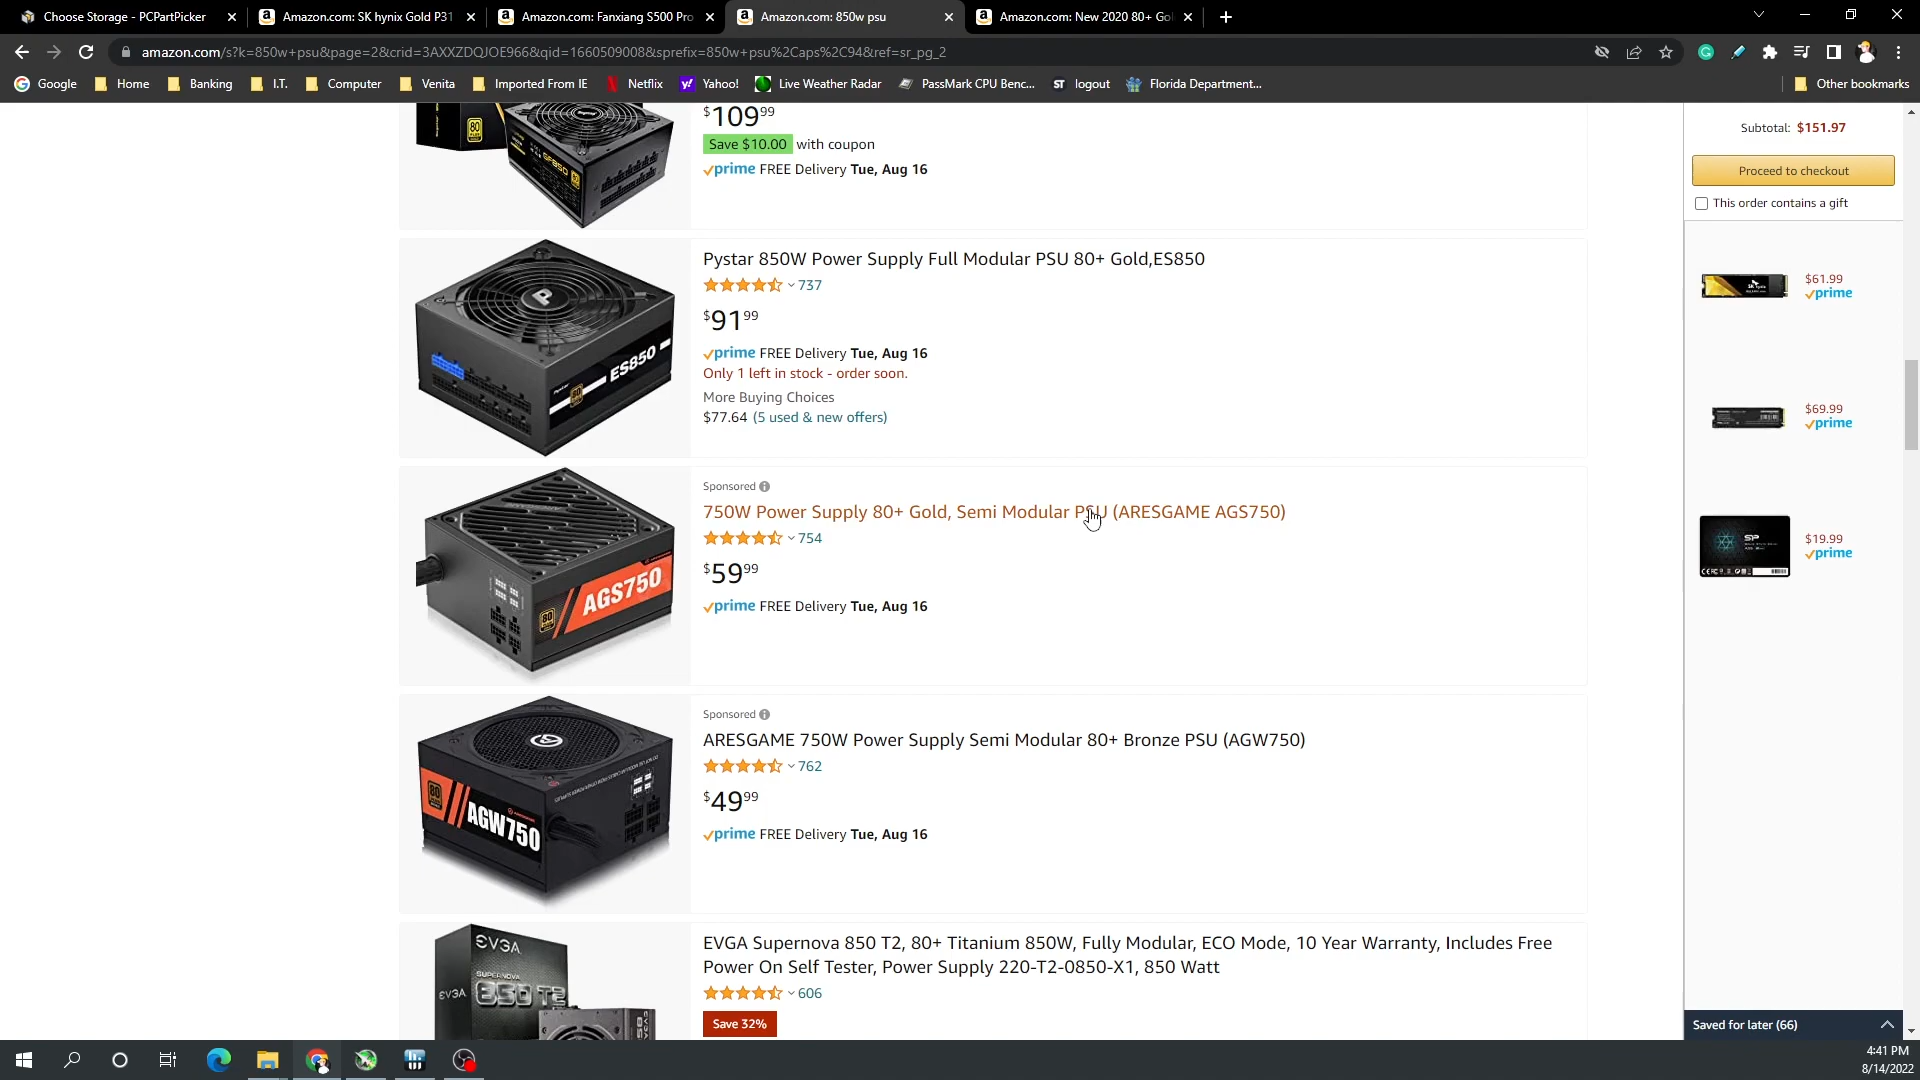 Choose Storage - PCPartPicker
Amazon.com: SK hynix Gold P31
Amazon.com: Fanxiang S500 Pro
Amazon.com: 850w psu
Amazon.com: New 2020 80+ Gol
amazon.com/s?k=850w+psu&page=2&crid=3AXXZDQJOE966&qid=1660509008&sprefix=850w+psu%2Caps%2C94&ref=sr_pg_2
Google
Home
Banking
I.T.
Computer
Venita
Imported From IE
Netflix
Yahoo!
Live Weather Radar
PassMark CPU Benc...
ST logout
Florida Department...
Other bookmarks
$109.99
Save $10.00 with coupon
prime FREE Delivery Tue, Aug 16
Pystar 850W Power Supply Full Modular PSU 80+ Gold,ES850
737
$91.99
prime FREE Delivery Tue, Aug 16
Only 1 left in stock - order soon.
More Buying Choices
$77.64 (5 used & new offers)
ES850
Sponsored
750W Power Supply 80+ Gold, Semi Modular PSU (ARESGAME AGS750)
754
$59.99
prime FREE Delivery Tue, Aug 16
AGS750
Sponsored
ARESGAME 750W Power Supply Semi Modular 80+ Bronze PSU (AGW750)
762
$49.99
prime FREE Delivery Tue, Aug 16
AGW750
EVGA Supernova 850 T2, 80+ Titanium 850W, Fully Modular, ECO Mode, 10 Year Warranty, Includes Free
Power On Self Tester, Power Supply 220-T2-0850-X1, 850 Watt
606
Save 32%
EVGA
SUPERNOVA
850 T2
EVGA
Subtotal: $151.97
Proceed to checkout
This order contains a gift
$61.99
prime
$69.99
prime
SP
$19.99
prime
Saved for later (66)
4:41 PM
8/14/2022